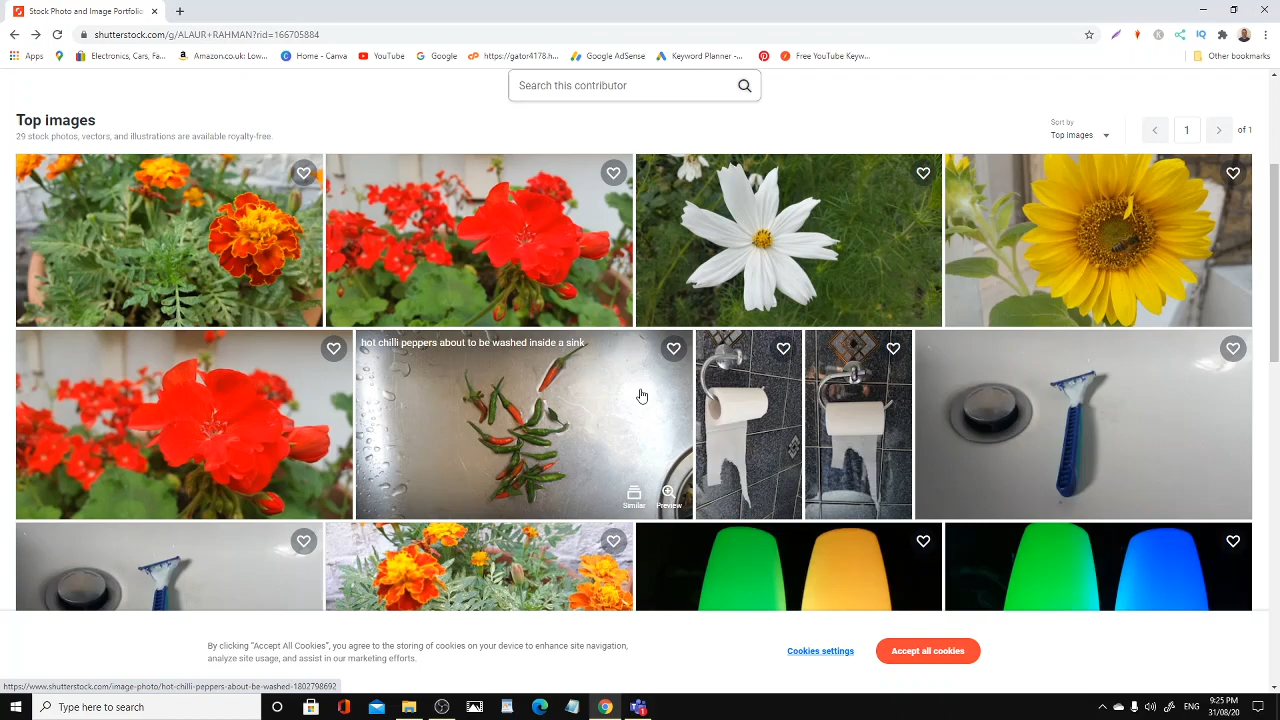 Stock Photo and Image Portfolio
shutterstock.com/g/ALAUR+RAHMAN?rid=166705884
Apps
Electronics, Cars, Fa...
Amazon.co.uk: Low...
Home - Canva
YouTube
Google
https://gator4178.h...
Google AdSense
Keyword Planner -...
Free YouTube Keyw...
Other bookmarks
Search this contributor
Top images
29 stock photos, vectors, and illustrations are available royalty-free.
Sort by
Top images
1
of 1
hot chilli peppers about to be washed inside a sink
Similar
Preview
By clicking "Accept All Cookies", you agree to the storing of cookies on your device to enhance site navigation,
analyze site usage, and assist in our marketing efforts.
Cookies settings
Accept all cookies
https://www.shutterstock.com/image-photo/hot-chilli-peppers-about-be-washed-1802798692
Type here to search
ENG
9:25 PM
31/08/20